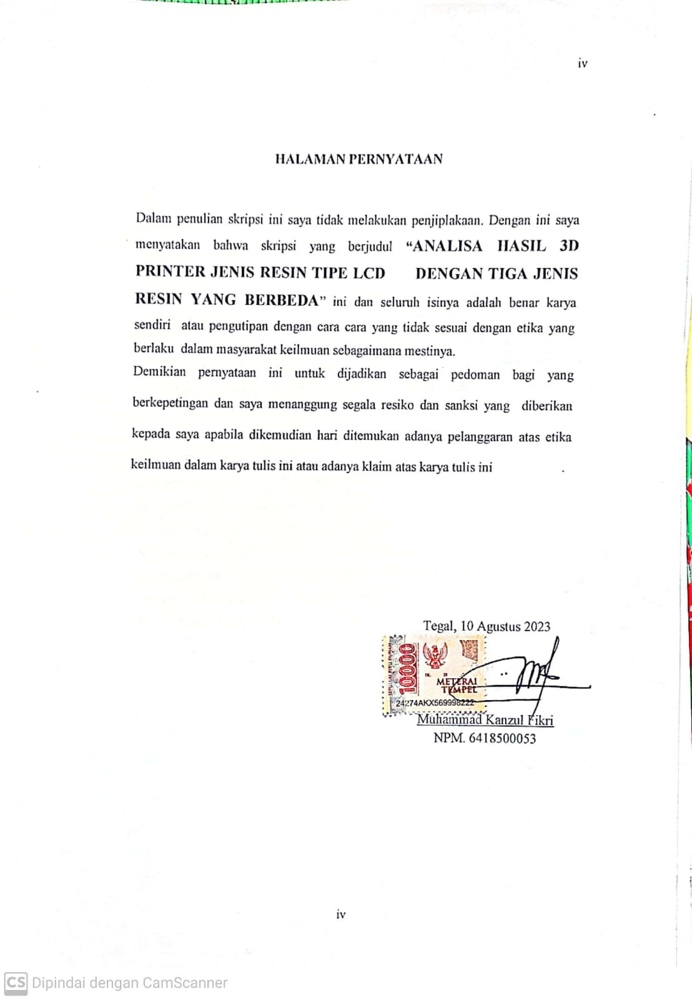 iv
HALAMAN PERNYATAAN
Dalam penulian skripsi ini saya tidak melakukan penjiplakaan. Dengan ini saya
menyatakan bahwa skripsi yang berjudul “ANALISA HASIL 3D
PRINTER JENIS RESIN TIPE LCD DENGAN TIGA JENIS
RESIN YANG BERBEDA” ini dan seluruh isinya adalah benar karya
sendiri atau pengutipan dengan cara cara yang tidak sesuai dengan etika yang
berlaku dalam masyarakat keilmuan sebagaimana mestinya.
Demikian pernyataan ini untuk dijadikan sebagai pedoman bagi yang
berkepetingan dan saya menanggung segala resiko dan sanksi yang diberikan
kepada saya apabila dikemudian hari ditemukan adanya pelanggaran atas etika
keilmuan dalam karya tulis ini atau adanya klaim atas karya tulis ini .
Tegal, 10 Agustus 2023
SEPULUH RIBU RUPIAH
10000
TGL. 20
METERAI
TEMPEL
24274AKX569998222
Muhammad Kanzul Fikri
NPM. 6418500053
iv
CS Dipindai dengan CamScanner